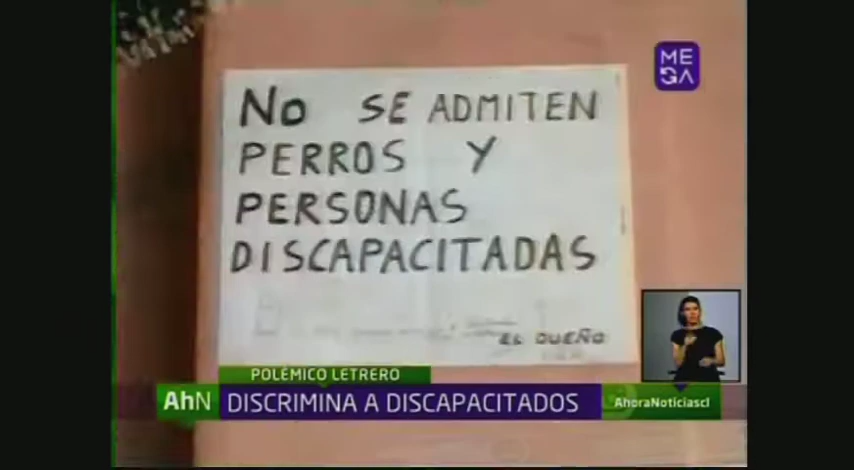 ME
GA
No SE ADMITEN
PERROS Y
PERSONAS
DISCAPACITADAS
EL DUEÑO
POLÉMICO LETRERO
AhN DISCRIMINA A DISCAPACITADOS AhoraNoticiascl